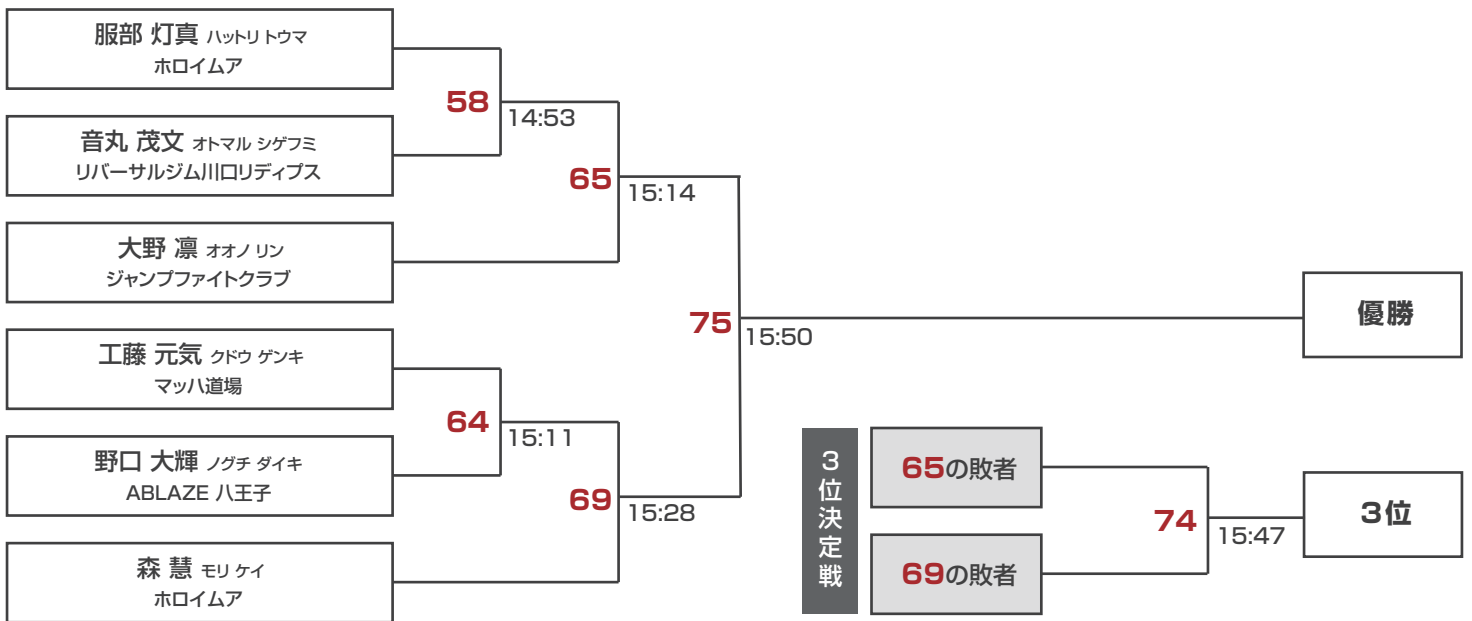 服部 灯真 ハットリ トウマ
ホロイムア
音丸 茂文 オトマル シゲフミ
リバーサルジム川口リディプス
大野 凛 オオノ リン
ジャンプファイトクラブ
工藤 元気 クドウ ゲンキ
マッハ道場
野口 大輝 ノグチ ダイキ
ABLAZE 八王子
森 慧 モリ ケイ
ホロイムア
58
14:53
65
15:14
64
15:11
69
15:28
75
15:50
優勝
3位決定戦
65の敗者
69の敗者
74
15:47
3位